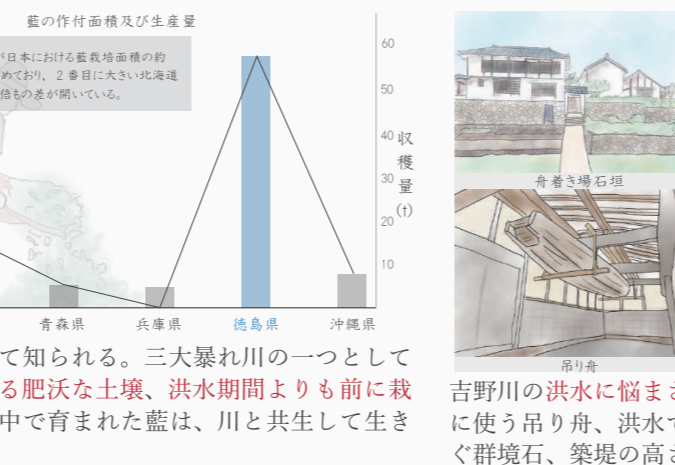 藍の作付面積及び生産量
が日本における藍栽培面積の約
めており、2番目に大きい北海道
倍もの差が開いている。
60
50
40
30
20
10
収穫量(t)
青森県 兵庫県 徳島県 沖縄県
て知られる。三大暴れ川の一つとして
る肥沃な土壌、洪水期間よりも前に栽
中で育まれた藍は、川と共生して生き
舟着き場石垣
吊り舟
吉野川の洪水に悩まさ
に使う吊り舟、洪水で
ぐ群境石、築堤の高さ